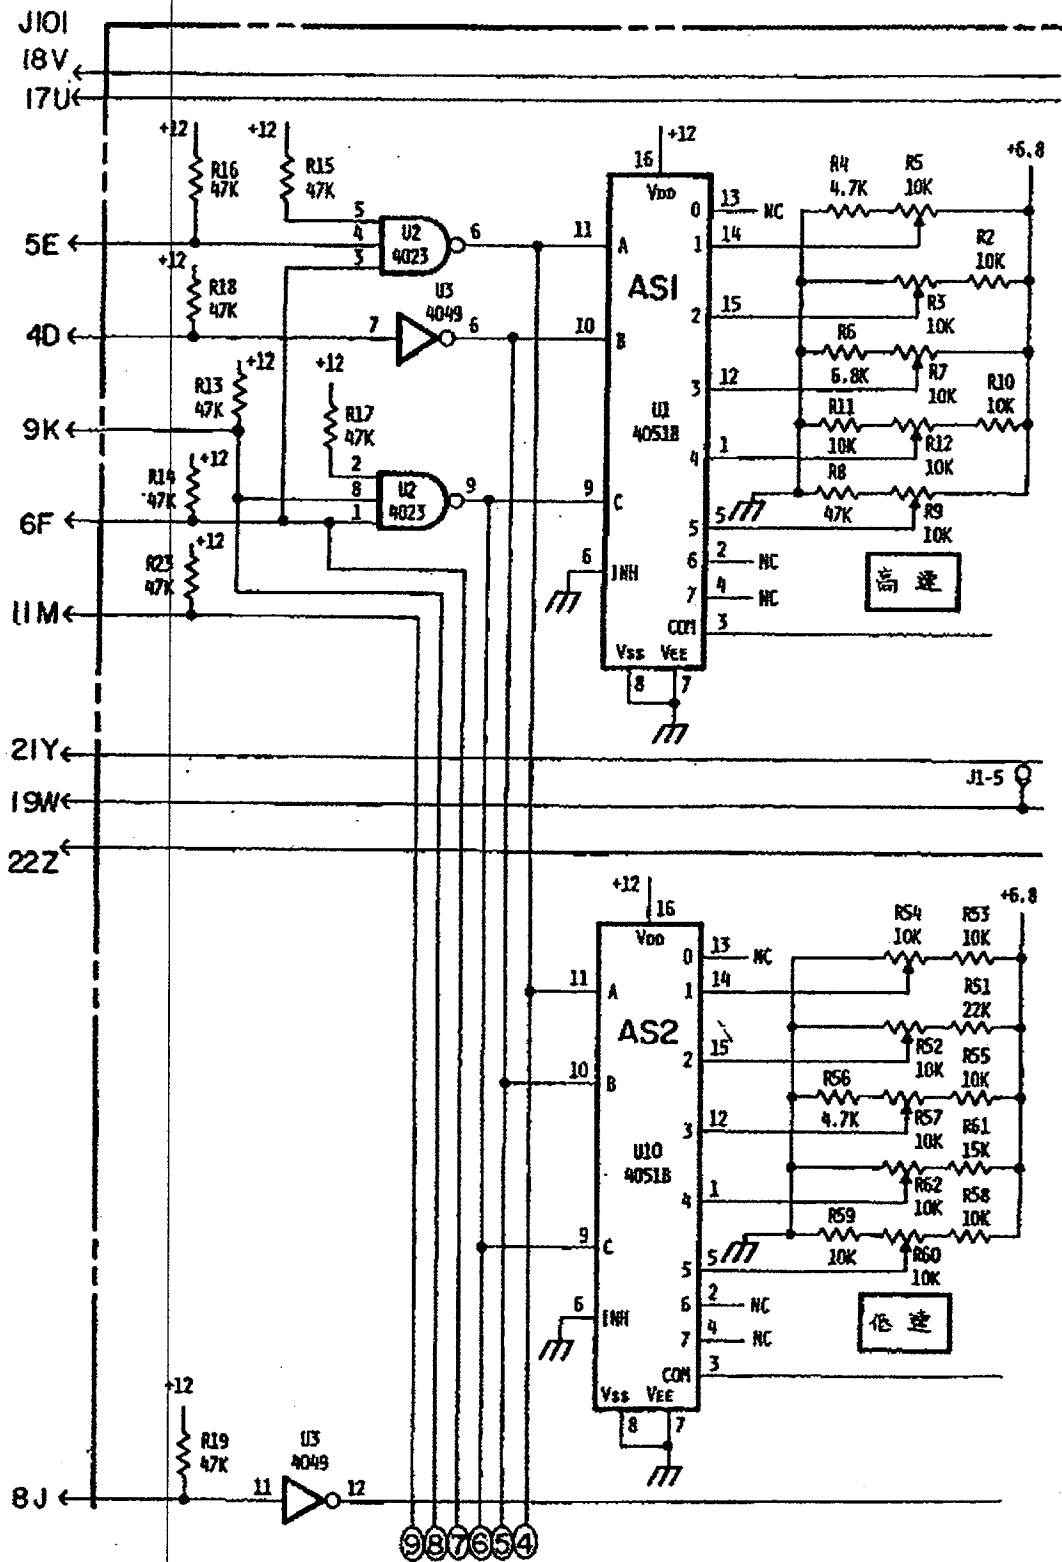 J101
18V
17U
+12
+12
+12
+6.8
R16
47K
R15
47K
16
VDD
R4
4.7K
R5
10K
0
13
NC
5
4
3
U2
4023
6
5E
11
A
1
14
R2
10K
+12
R18
47K
U3
4049
AS1
R3
10K
2
15
4D
7
6
10
B
R6
6.8K
R7
10K
+12
R13
47K
+12
R17
47K
3
12
U1
4051B
R11
10K
R10
10K
R12
10K
9K
4
1
+12
R14
47K
2
8
1
U2
4023
9
9
C
R8
47K
R9
10K
6F
5
5
+12
R23
47K
6
INH
6
2
NC
7
4
NC
高速
11M
COM
3
VSS
VEE
8
7
21Y
J1-5
19W
22Z
+12
16
+6.8
VDD
R54
10K
R53
10K
0
13
NC
11
A
1
14
R51
22K
AS2
2
15
R52
10K
R55
10K
10
B
R56
4.7K
3
12
R57
10K
R61
15K
U10
4051B
4
1
R62
10K
R58
10K
9
C
R59
10K
R60
10K
5
5
6
INH
6
2
NC
7
4
NC
低速
COM
3
VSS
VEE
8
7
+12
R19
47K
U3
4049
8J
11
12
⑨⑧⑦⑥⑤④